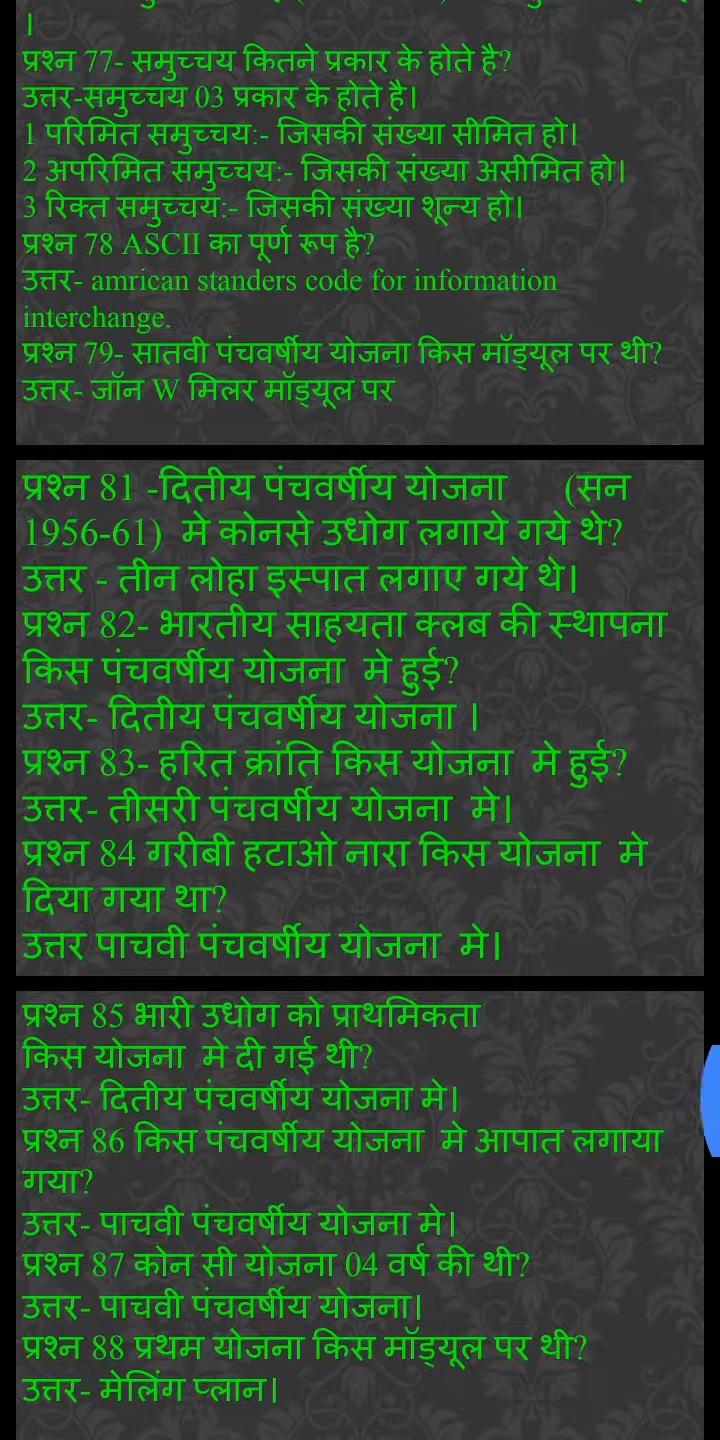 ।
प्रश्न 77- समुच्चय कितने प्रकार के होते है?
उत्तर-समुच्चय 03 प्रकार के होते है।
1 परिमित समुच्चय:- जिसकी संख्या सीमित हो।
2 अपरिमित समुच्चय:- जिसकी संख्या असीमित हो।
3 रिक्त समुच्चय:- जिसकी संख्या शून्य हो।
प्रश्न 78 ASCII का पूर्ण रूप है?
उत्तर- amrican standers code for information
interchange.
प्रश्न 79- सातवी पंचवर्षीय योजना किस मॉड्यूल पर थी?
उत्तर- जॉन W मिलर मॉड्यूल पर
प्रश्न 81 -दितीय पंचवर्षीय योजना (सन
1956-61) मे कोनसे उधोग लगाये गये थे?
उत्तर - तीन लोहा इस्पात लगाए गये थे।
प्रश्न 82- भारतीय साहयता क्लब की स्थापना
किस पंचवर्षीय योजना मे हुई?
उत्तर- दितीय पंचवर्षीय योजना ।
प्रश्न 83- हरित क्रांति किस योजना मे हुई?
उत्तर- तीसरी पंचवर्षीय योजना मे।
प्रश्न 84 गरीबी हटाओ नारा किस योजना मे
दिया गया था?
उत्तर पाचवी पंचवर्षीय योजना मे।
प्रश्न 85 भारी उधोग को प्राथमिकता
किस योजना मे दी गई थी?
उत्तर- दितीय पंचवर्षीय योजना मे।
प्रश्न 86 किस पंचवर्षीय योजना मे आपात लगाया
गया?
उत्तर- पाचवी पंचवर्षीय योजना मे।
प्रश्न 87 कोन सी योजना 04 वर्ष की थी?
उत्तर- पाचवी पंचवर्षीय योजना।
प्रश्न 88 प्रथम योजना किस मॉड्यूल पर थी?
उत्तर- मेलिंग प्लान।